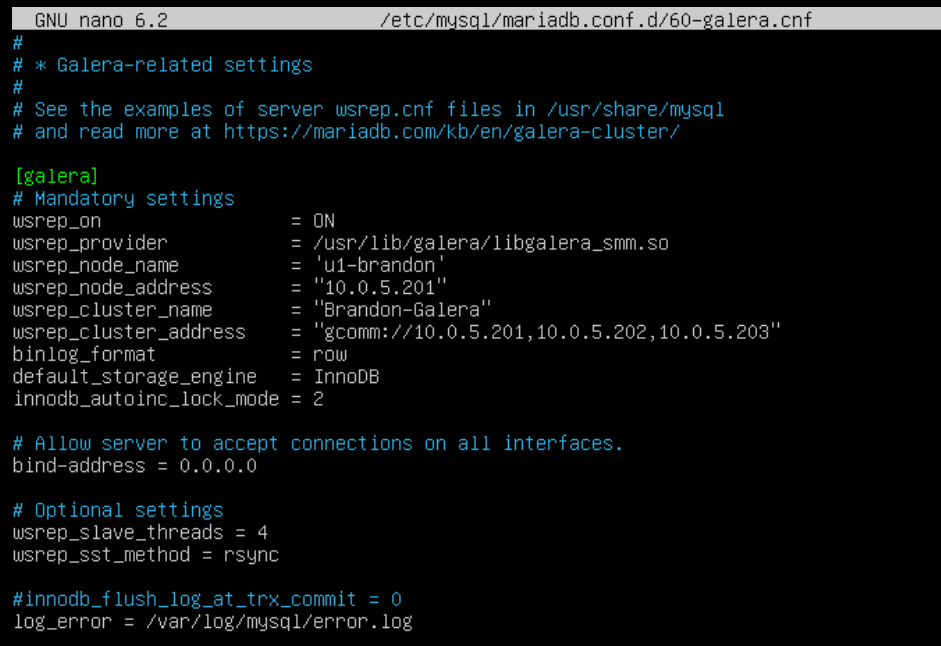 GNU nano 6.2 /etc/mysql/mariadb.conf.d/60-galera.cnf
#
# * Galera-related settings
#
# See the examples of server wsrep.cnf files in /usr/share/mysql
# and read more at https://mariadb.com/kb/en/galera-cluster/
[galera]
# Mandatory settings
wsrep_on = ON
wsrep_provider = /usr/lib/galera/libgalera_smm.so
wsrep_node_name = 'u1-brandon'
wsrep_node_address = "10.0.5.201"
wsrep_cluster_name = "Brandon-Galera"
wsrep_cluster_address = "gcomm://10.0.5.201,10.0.5.202,10.0.5.203"
binlog_format = row
default_storage_engine = InnoDB
innodb_autoinc_lock_mode = 2
# Allow server to accept connections on all interfaces.
bind-address = 0.0.0.0
# Optional settings
wsrep_slave_threads = 4
wsrep_sst_method = rsync
#innodb_flush_log_at_trx_commit = 0
log_error = /var/log/mysql/error.log